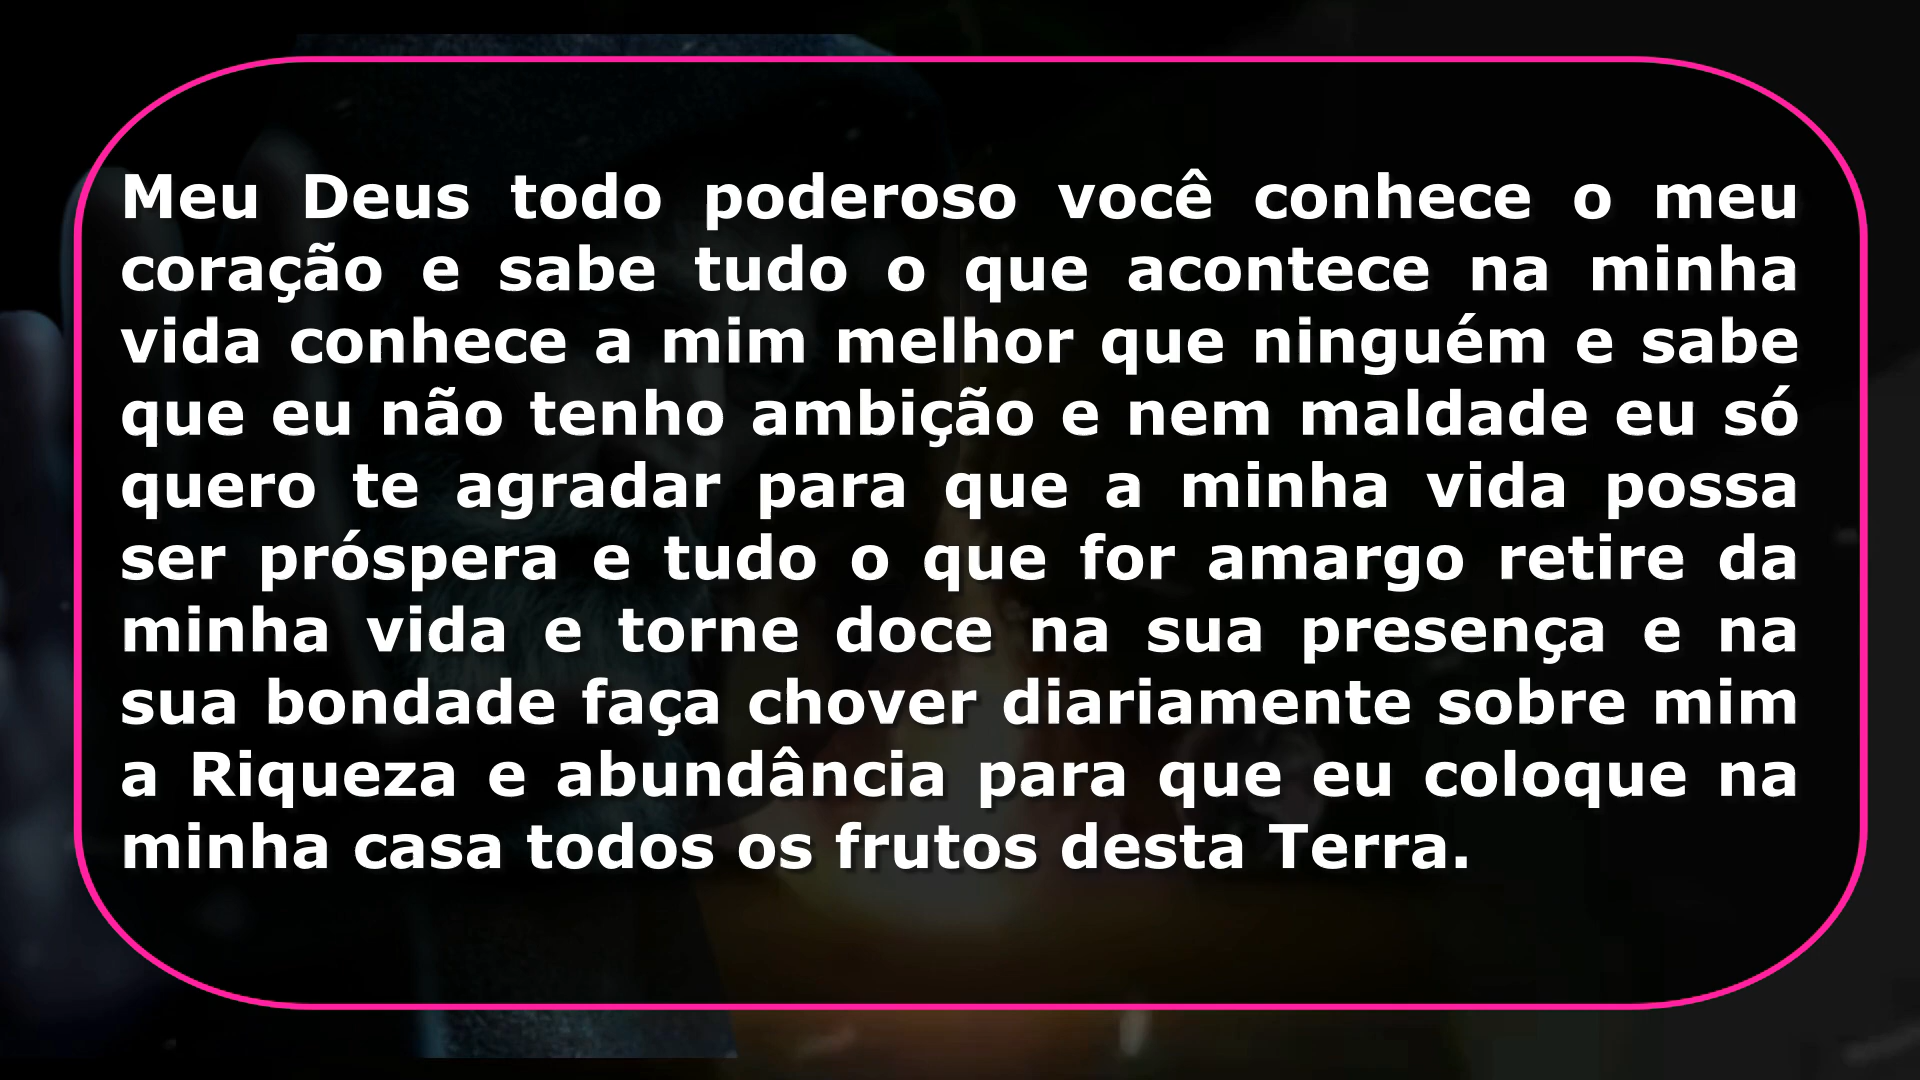 Meu Deus todo poderoso você conhece o meu
coração e sabe tudo o que acontece na minha
vida conhece a mim melhor que ninguém e sabe
que eu não tenho ambição e nem maldade eu só
quero te agradar para que a minha vida possa
ser próspera e tudo o que for amargo retire da
minha vida e torne doce na sua presença e na
sua bondade faça chover diariamente sobre mim
a Riqueza e abundância para que eu coloque na
minha casa todos os frutos desta Terra.